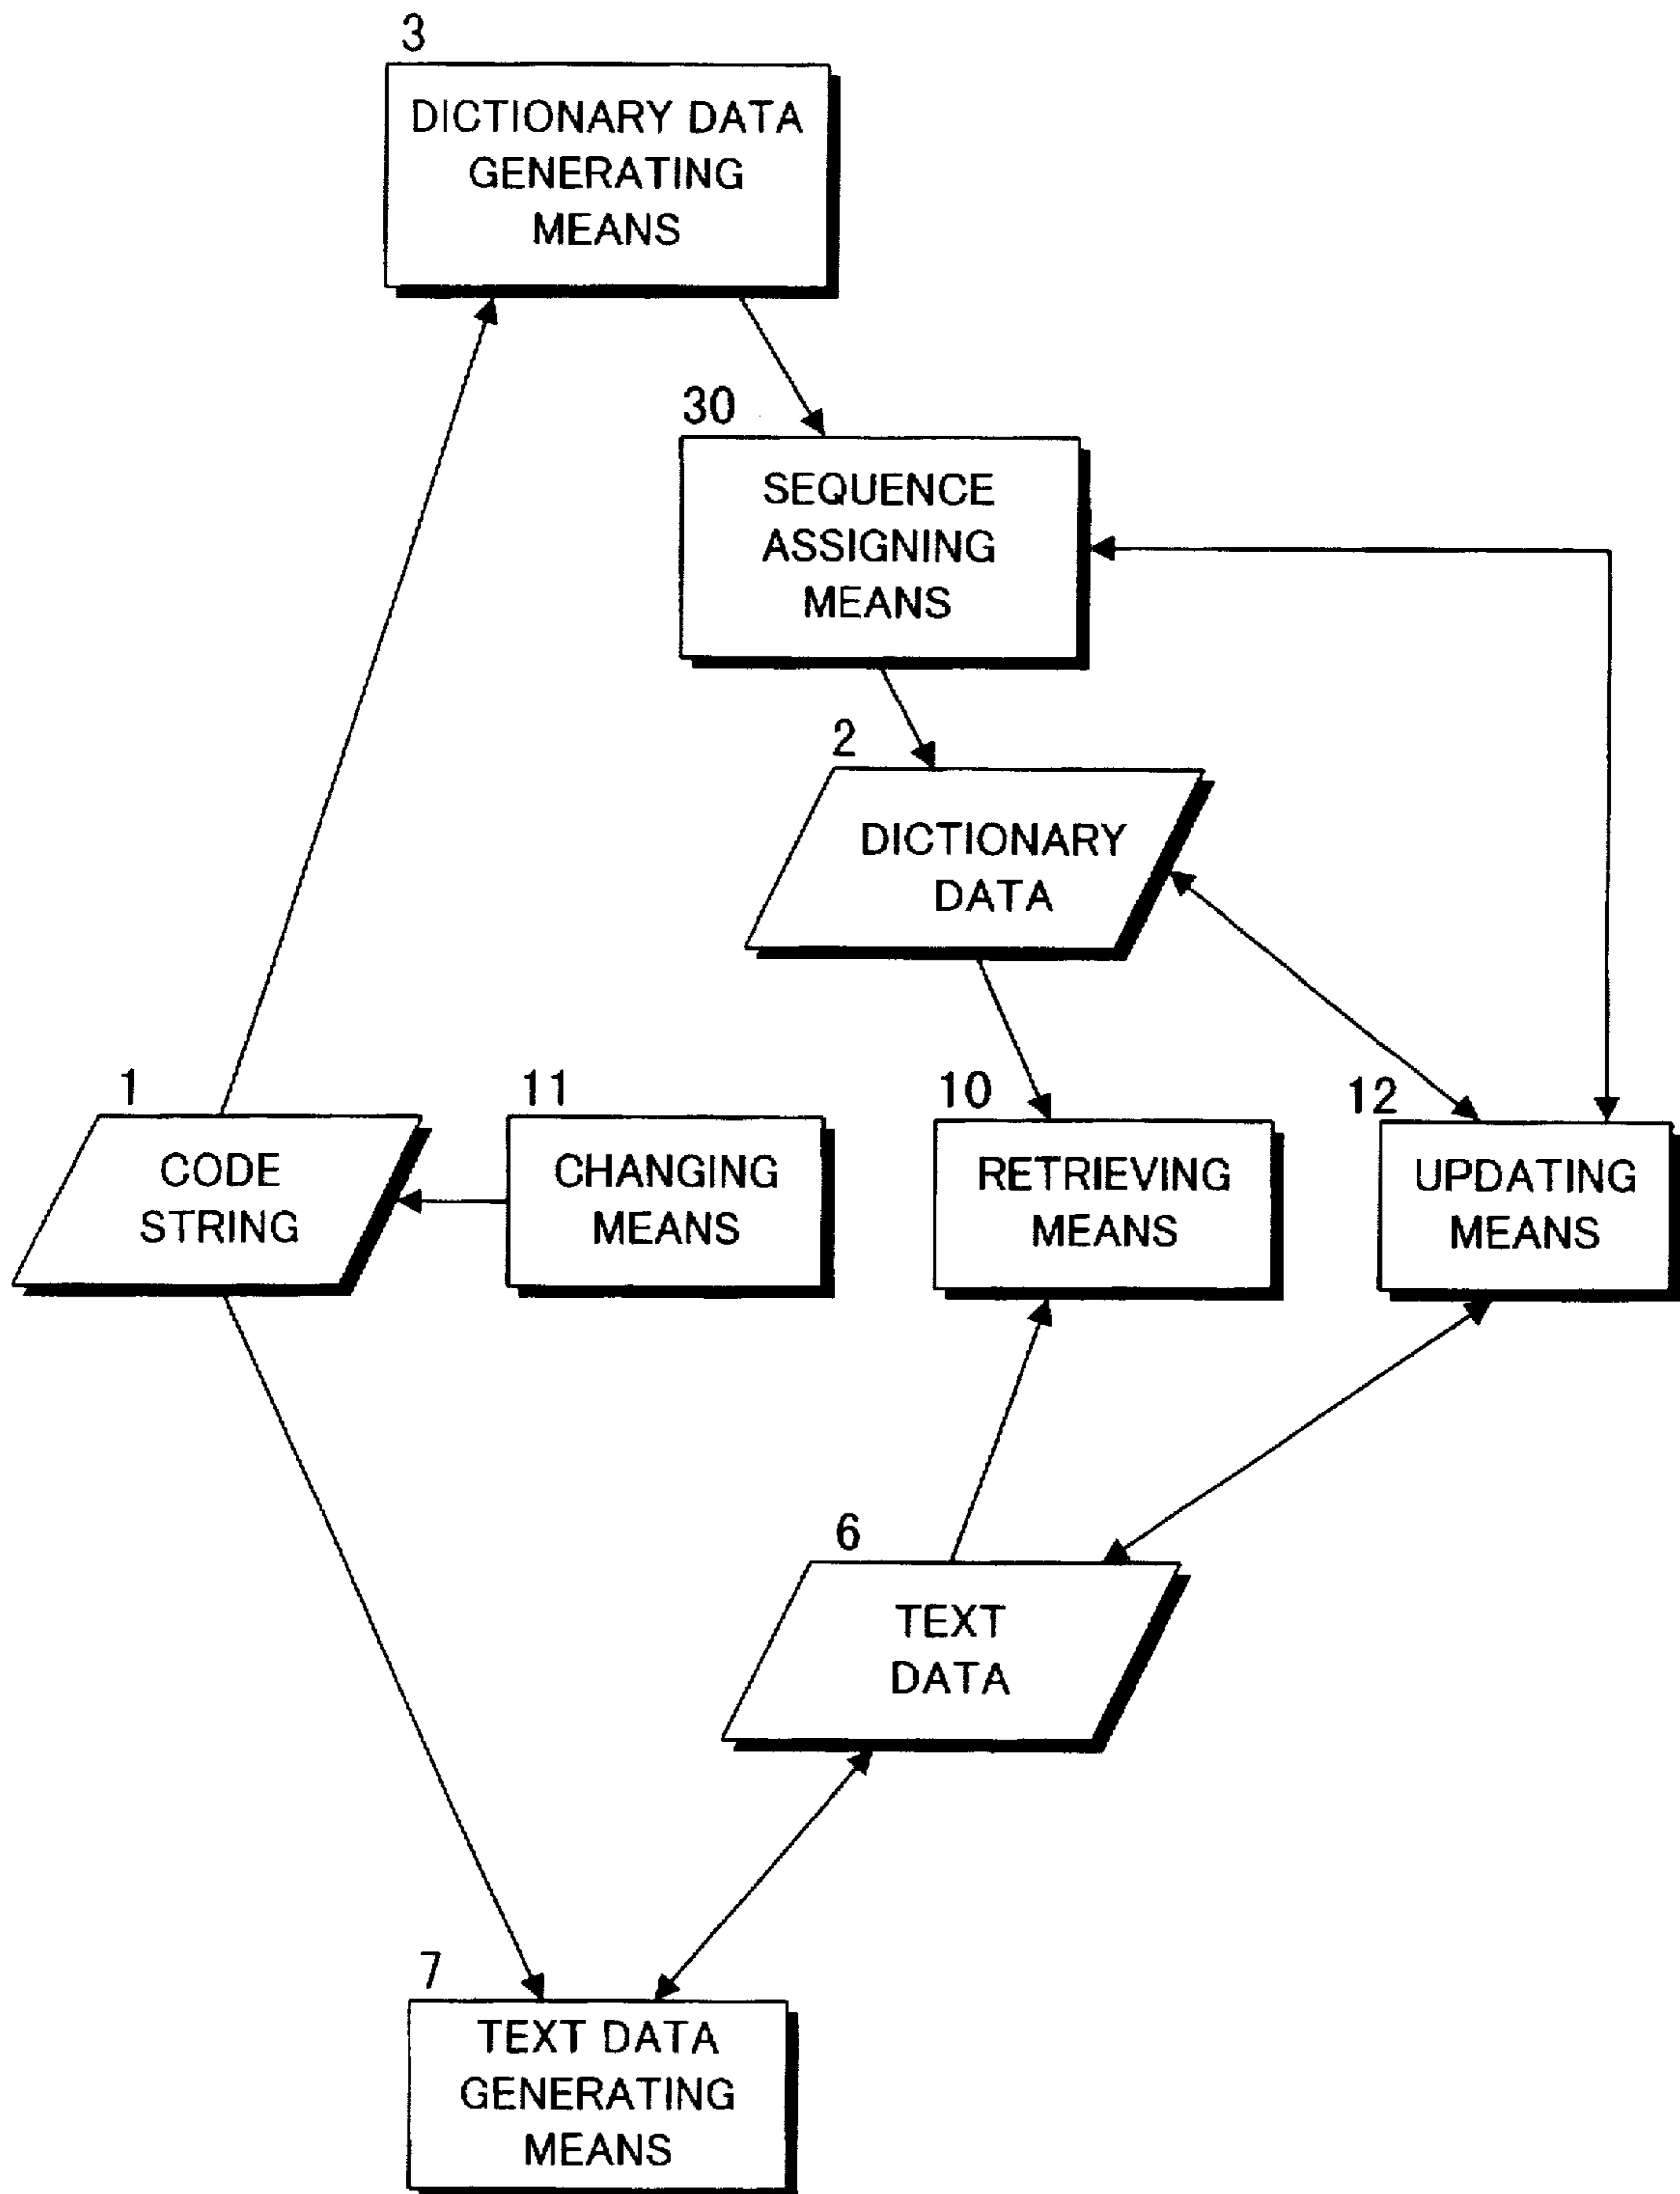 3
DICTIONARY DATA
GENERATING
MEANS
30
SEQUENCE
ASSIGNING
MEANS
2
DICTIONARY
DATA
1
CODE
STRING
11
CHANGING
MEANS
10
RETRIEVING
MEANS
12
UPDATING
MEANS
6
TEXT
DATA
7
TEXT DATA
GENERATING
MEANS